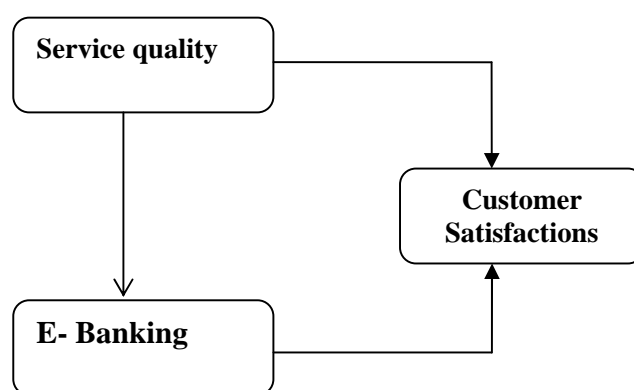 Service quality
Customer
Satisfactions
E- Banking